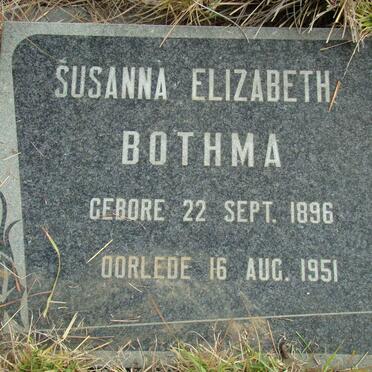 SUSANNA ELIZABETH
BOTHMA
GEBORE 22 SEPT. 1896
OORLEDE 16 AUG. 1951